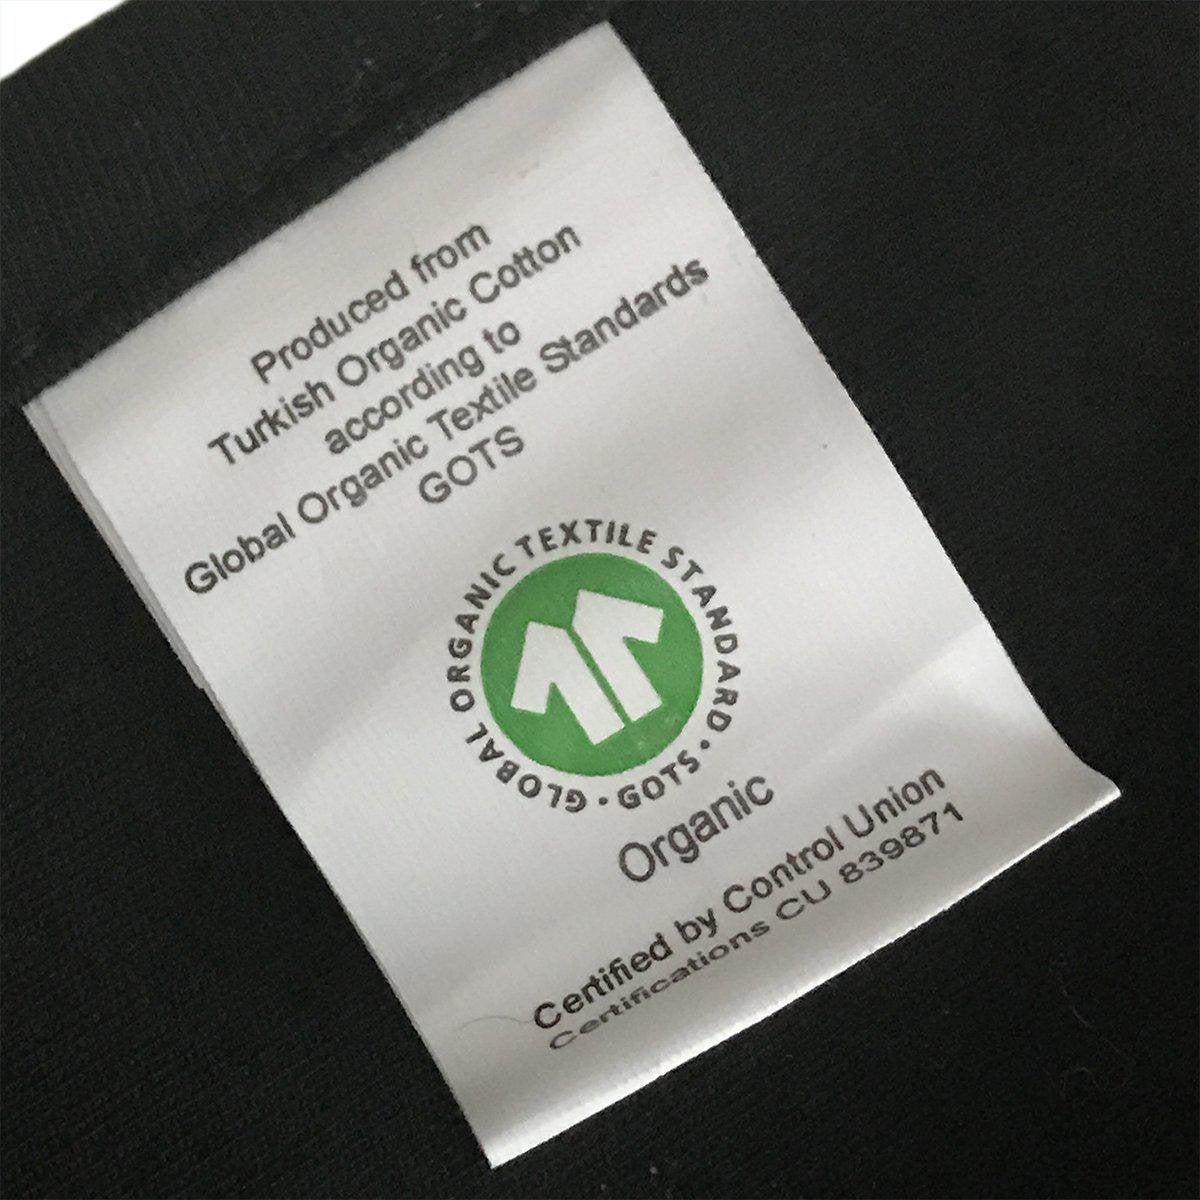 Produced from
Turkish Organic Cotton
according to
Global Organic Textile Standards
GOTS
GLOBAL ORGANIC TEXTILE STANDARD • GOTS •
Organic
Certified by Control Union
Certifications CU 839871